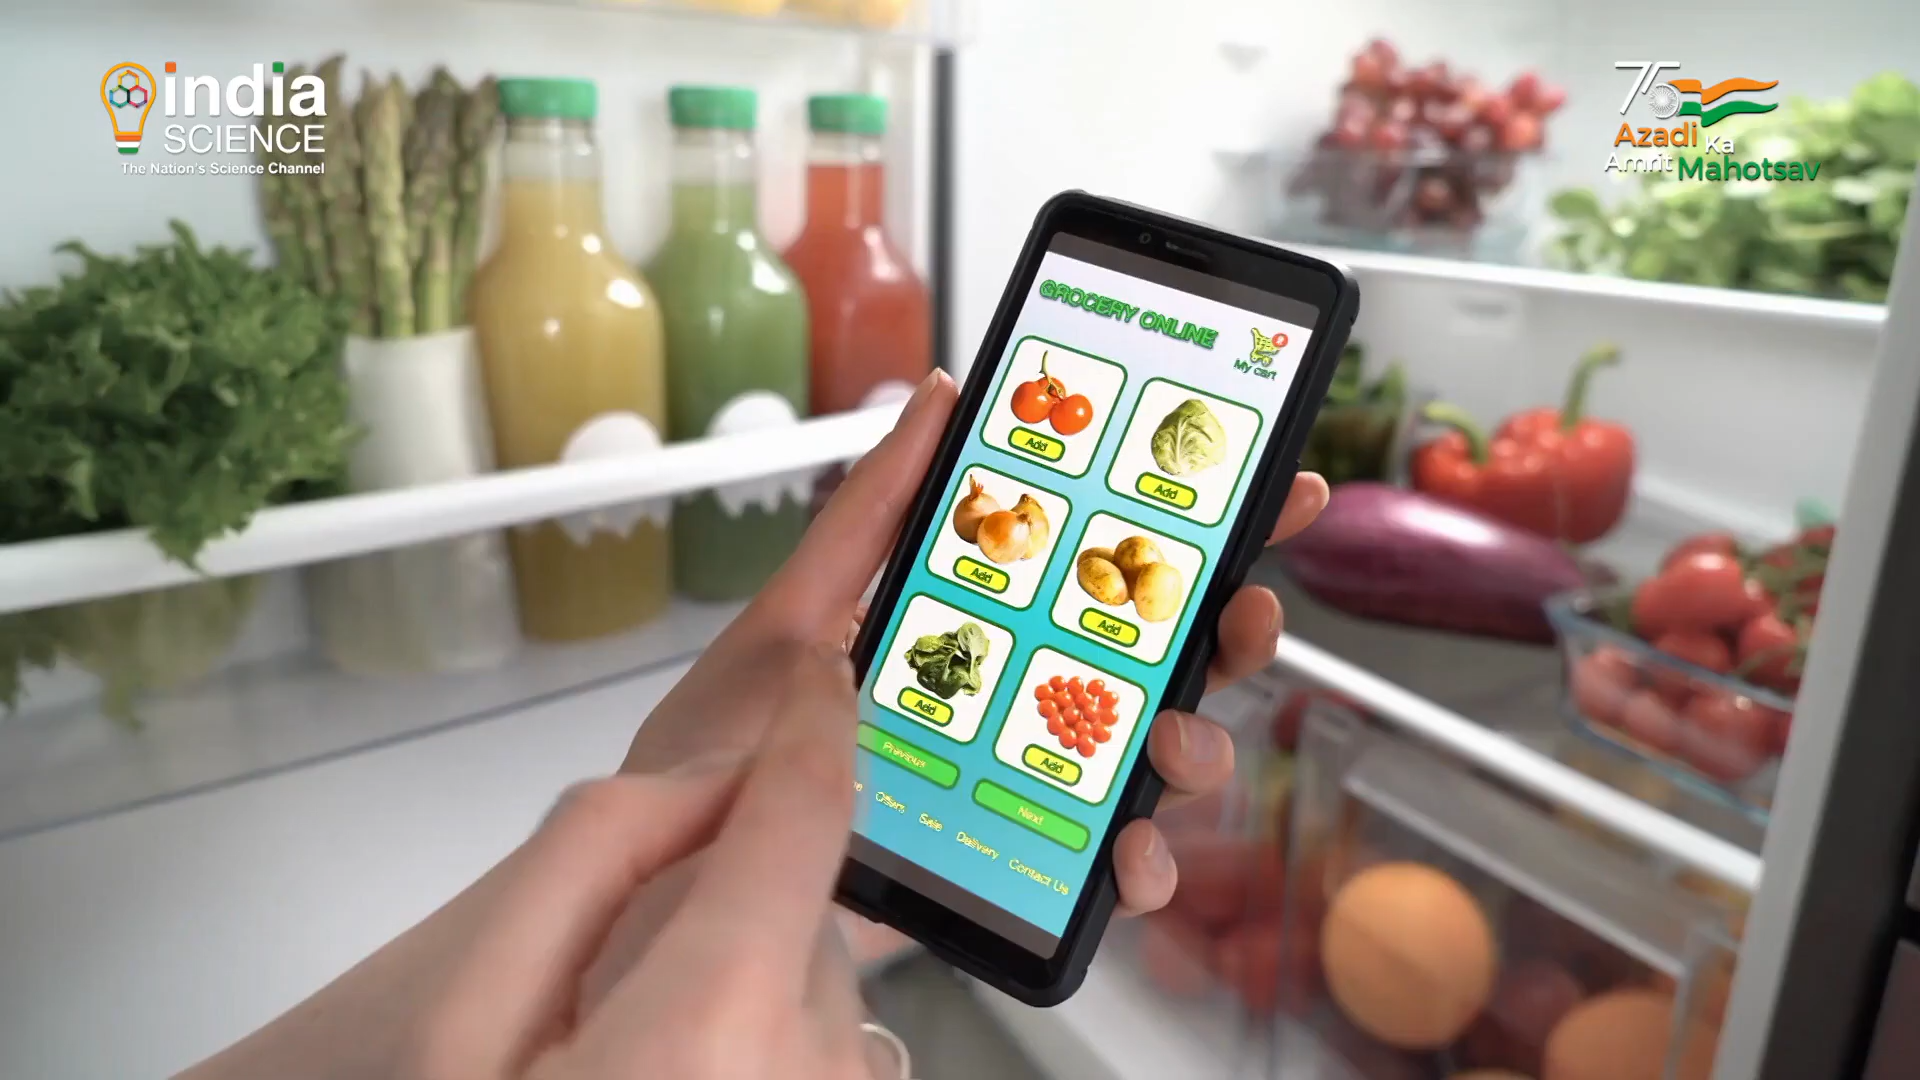 india
SCIENCE
The Nation's Science Channel
75
Azadi Ka
Amrit Mahotsav
GROCERY ONLINE
My cart
Add
Add
Add
Add
Add
Add
Previous
Next
Offers
Sale
Delivery
Contact Us